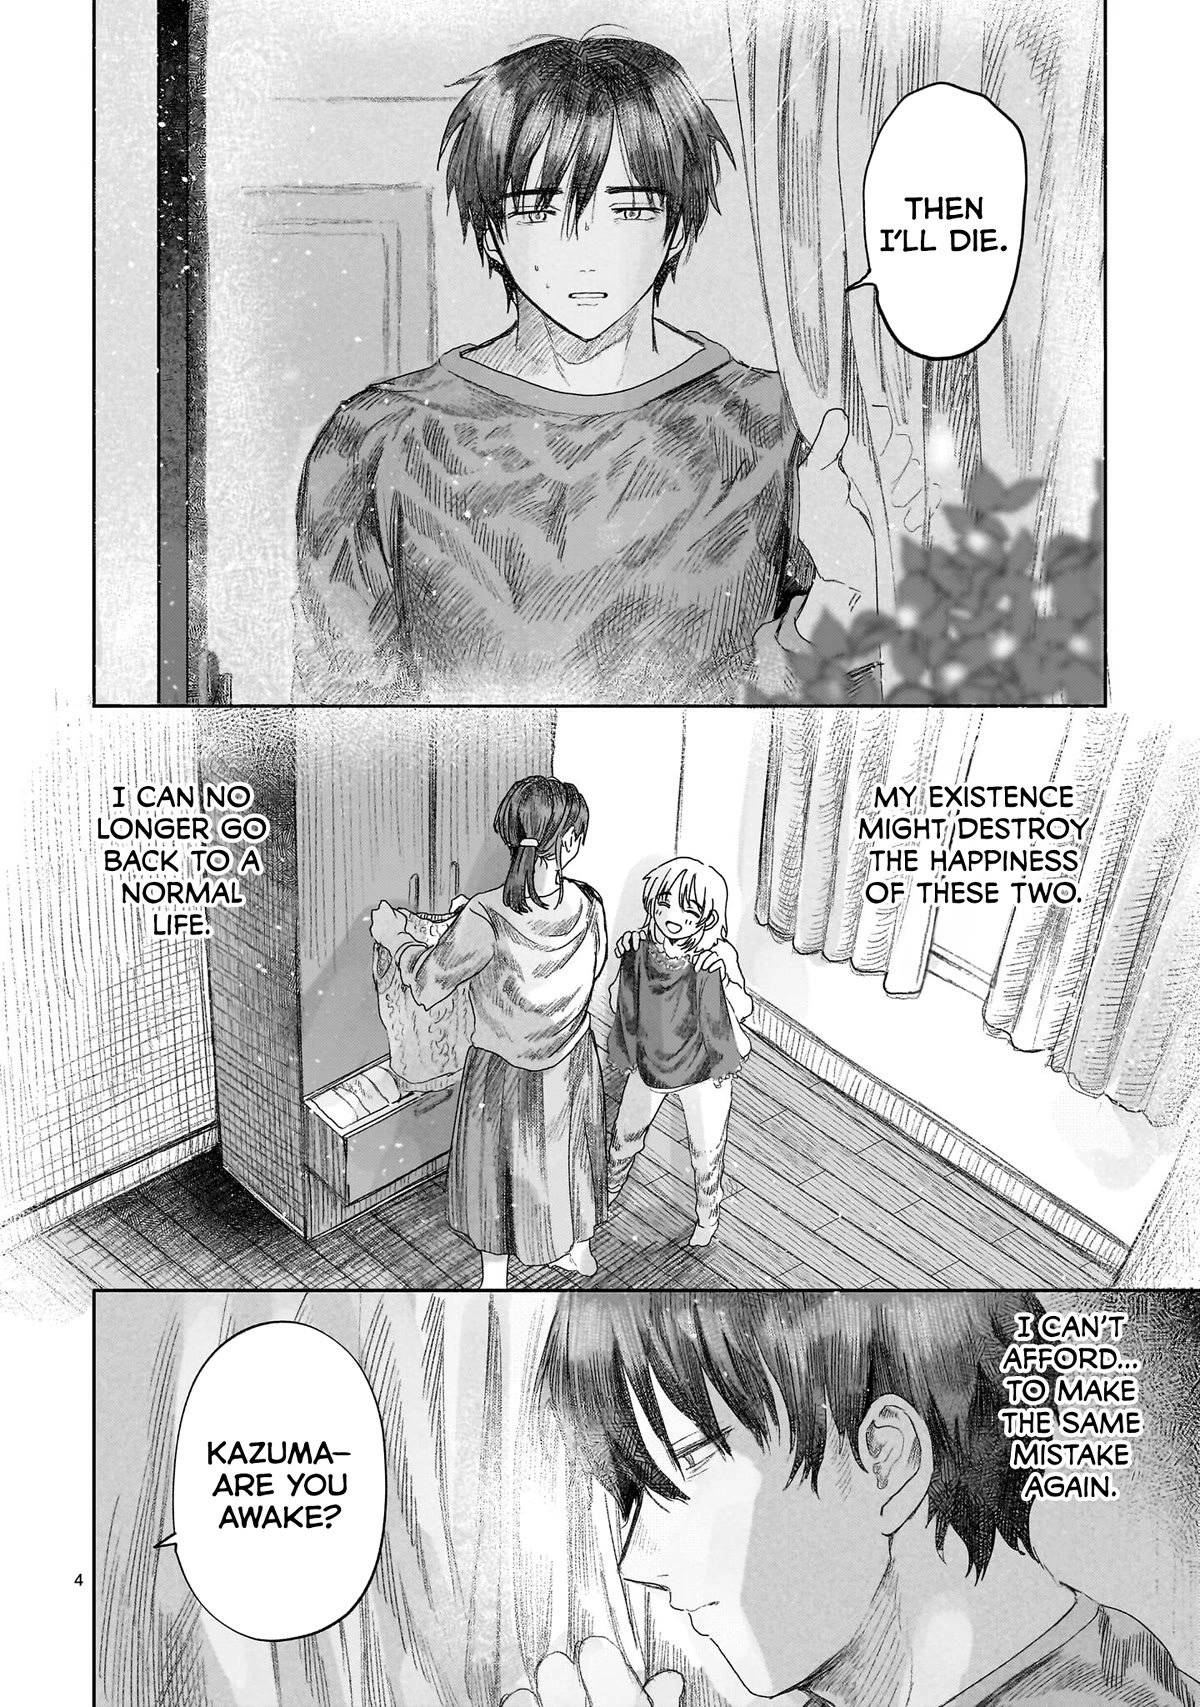 THEN
I'LL DIE.
MY EXISTENCE
MIGHT DESTROY
THE HAPPINESS
OF THESE TWO.
I CAN NO
LONGER GO
BACK TO A
NORMAL
LIFE.
I CAN'T
AFFORD...
TO MAKE
THE SAME
MISTAKE
AGAIN.
KAZUMA–
ARE YOU
AWAKE?
4